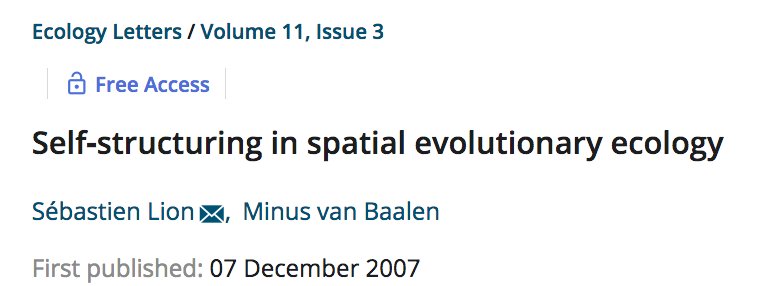 Ecology Letters / Volume 11, Issue 3
Free Access
Self-structuring in spatial evolutionary ecology
Sébastien Lion, Minus van Baalen
First published: 07 December 2007